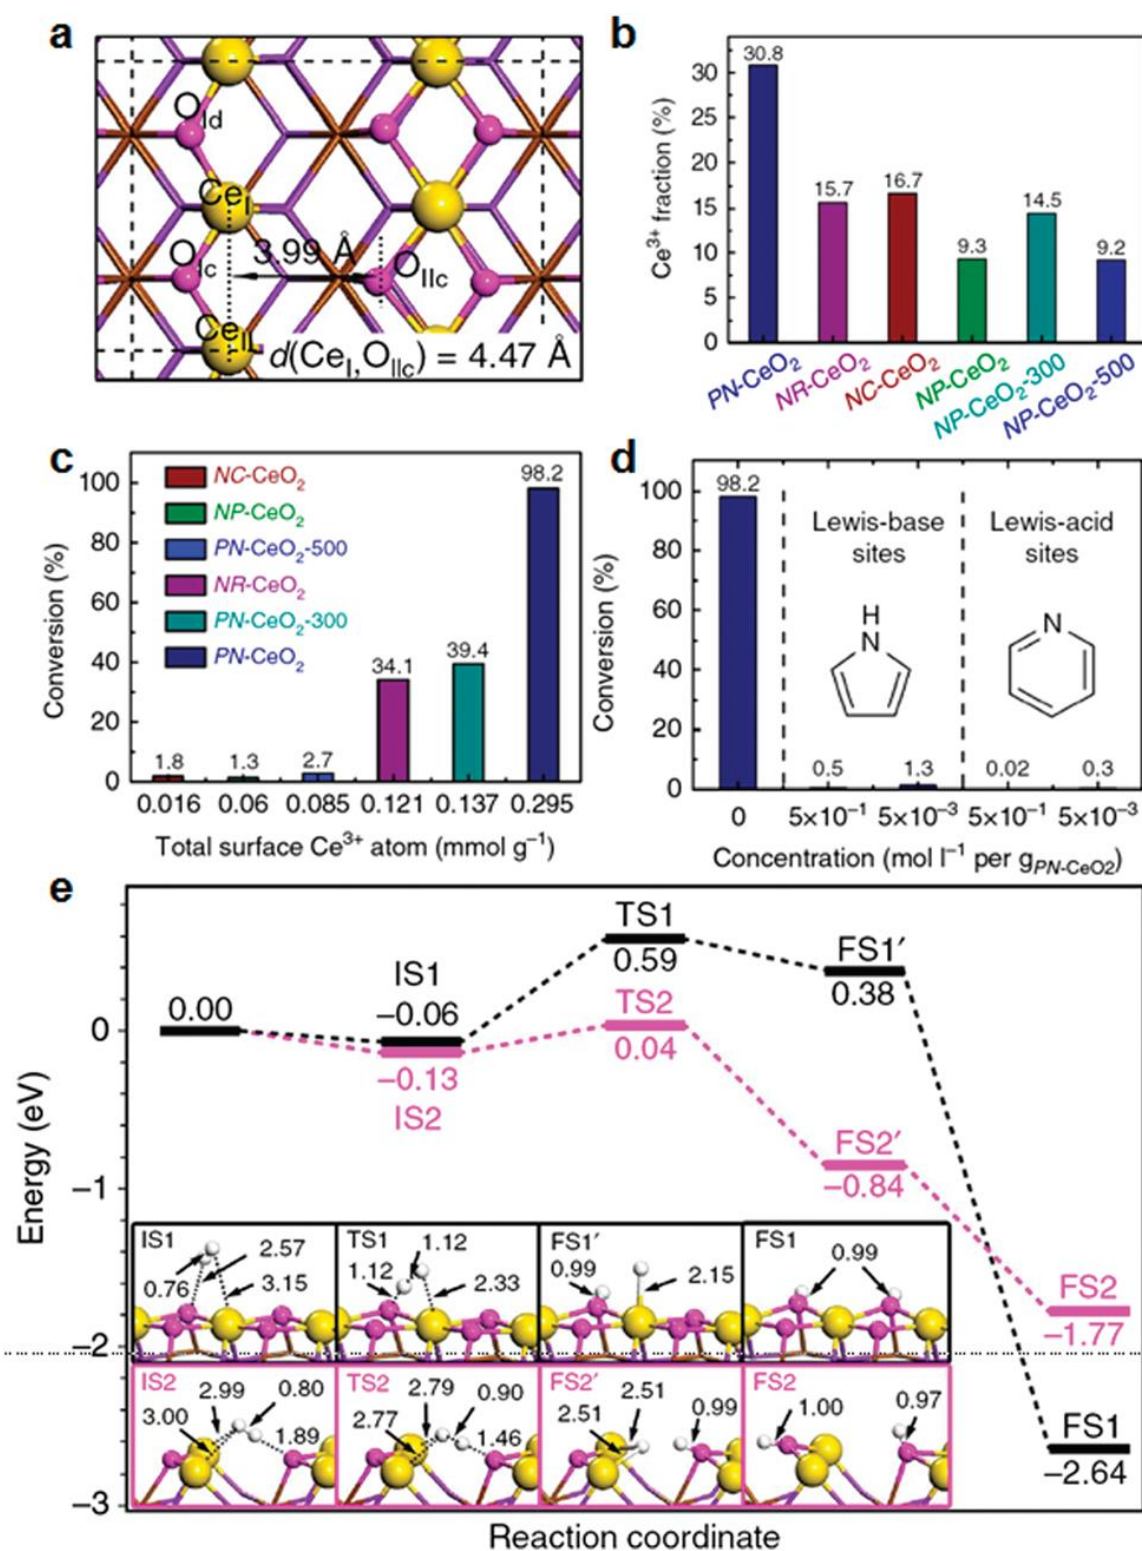 a
O_Id
Ce_I
3.99 Å
O_Ic
O_IIc
Ce_II
d(Ce_I,O_IIc) = 4.47 Å
b
Ce³⁺ fraction (%)
30
25
20
15
10
5
0
30.8
15.7
16.7
9.3
14.5
9.2
PN-CeO₂
NR-CeO₂
NC-CeO₂
NP-CeO₂
NP-CeO₂-300
NP-CeO₂-500
c
Conversion (%)
100
80
60
40
20
0
NC-CeO₂
NP-CeO₂
PN-CeO₂-500
NR-CeO₂
PN-CeO₂-300
PN-CeO₂
1.8
1.3
2.7
34.1
39.4
98.2
0.016 0.06 0.085 0.121 0.137 0.295
Total surface Ce³⁺ atom (mmol g⁻¹)
d
Conversion (%)
100
80
60
40
20
0
98.2
Lewis-base
sites
H
N
Lewis-acid
sites
N
0.5
1.3
0.02
0.3
0 5×10⁻¹ 5×10⁻³ 5×10⁻¹ 5×10⁻³
Concentration (mol l⁻¹ per g_PN-CeO2)
e
Energy (eV)
0
−1
−2
−3
0.00
IS1
−0.06
−0.13
IS2
TS1
0.59
TS2
0.04
FS1′
0.38
FS2′
−0.84
FS2
−1.77
FS1
−2.64
IS1
2.57
0.76
3.15
TS1
1.12
1.12
2.33
FS1′
0.99
2.15
FS1
0.99
IS2
2.99
0.80
3.00
1.89
TS2
2.79
0.90
2.77
1.46
FS2′
2.51
2.51
0.99
FS2
1.00
0.97
Reaction coordinate